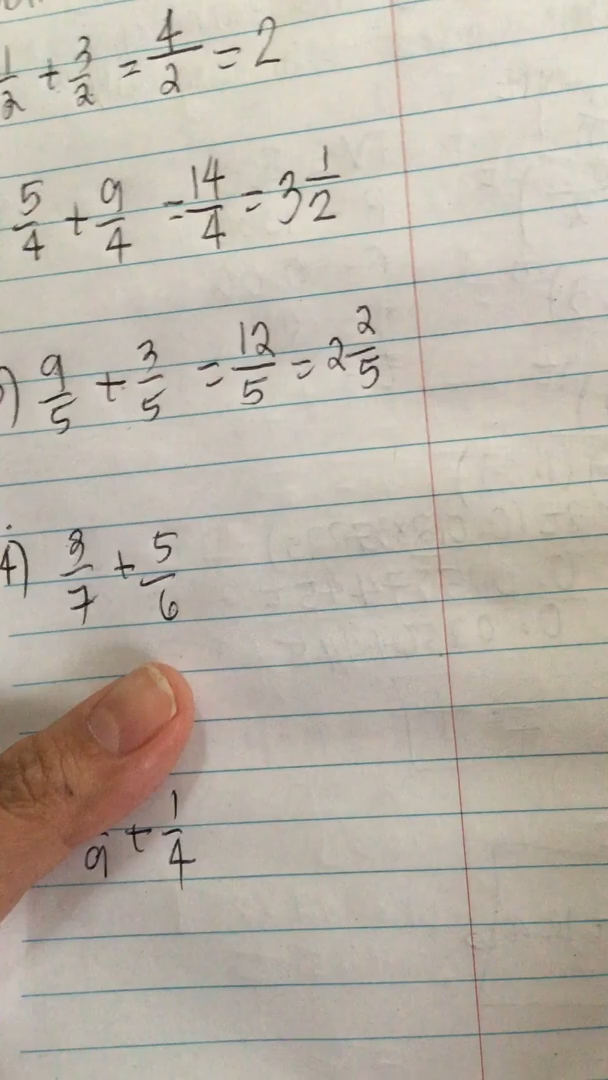 1/2 + 3/2 = 4/2 = 2
5/4 + 9/4 = 14/4 = 3 1/2
) 9/5 + 3/5 = 12/5 = 2 2/5
4) 3/7 + 5/6
9 + 1/4